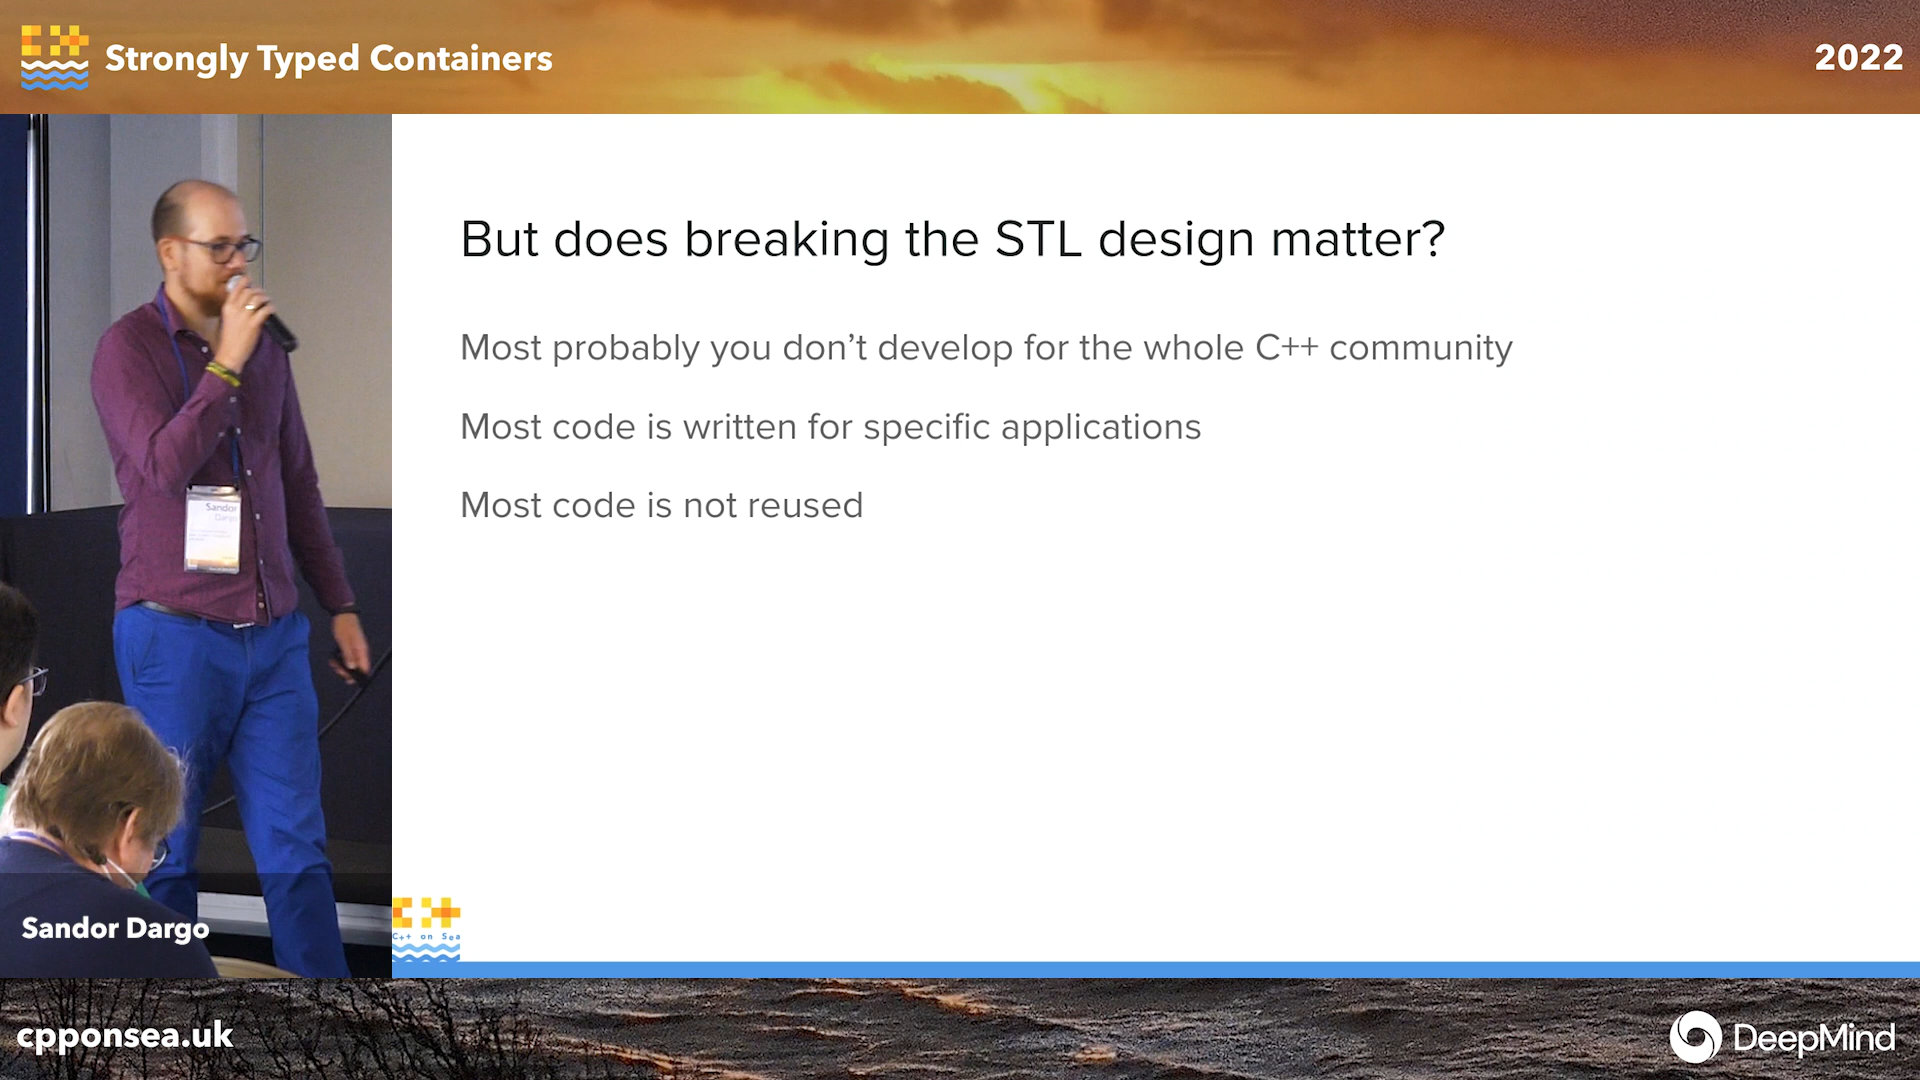 Strongly Typed Containers
2022
But does breaking the STL design matter?
Most probably you don’t develop for the whole C++ community
Most code is written for specific applications
Most code is not reused
Sandor
Dargo
Sandor Dargo
C++ on Sea
cpponsea.uk
DeepMind